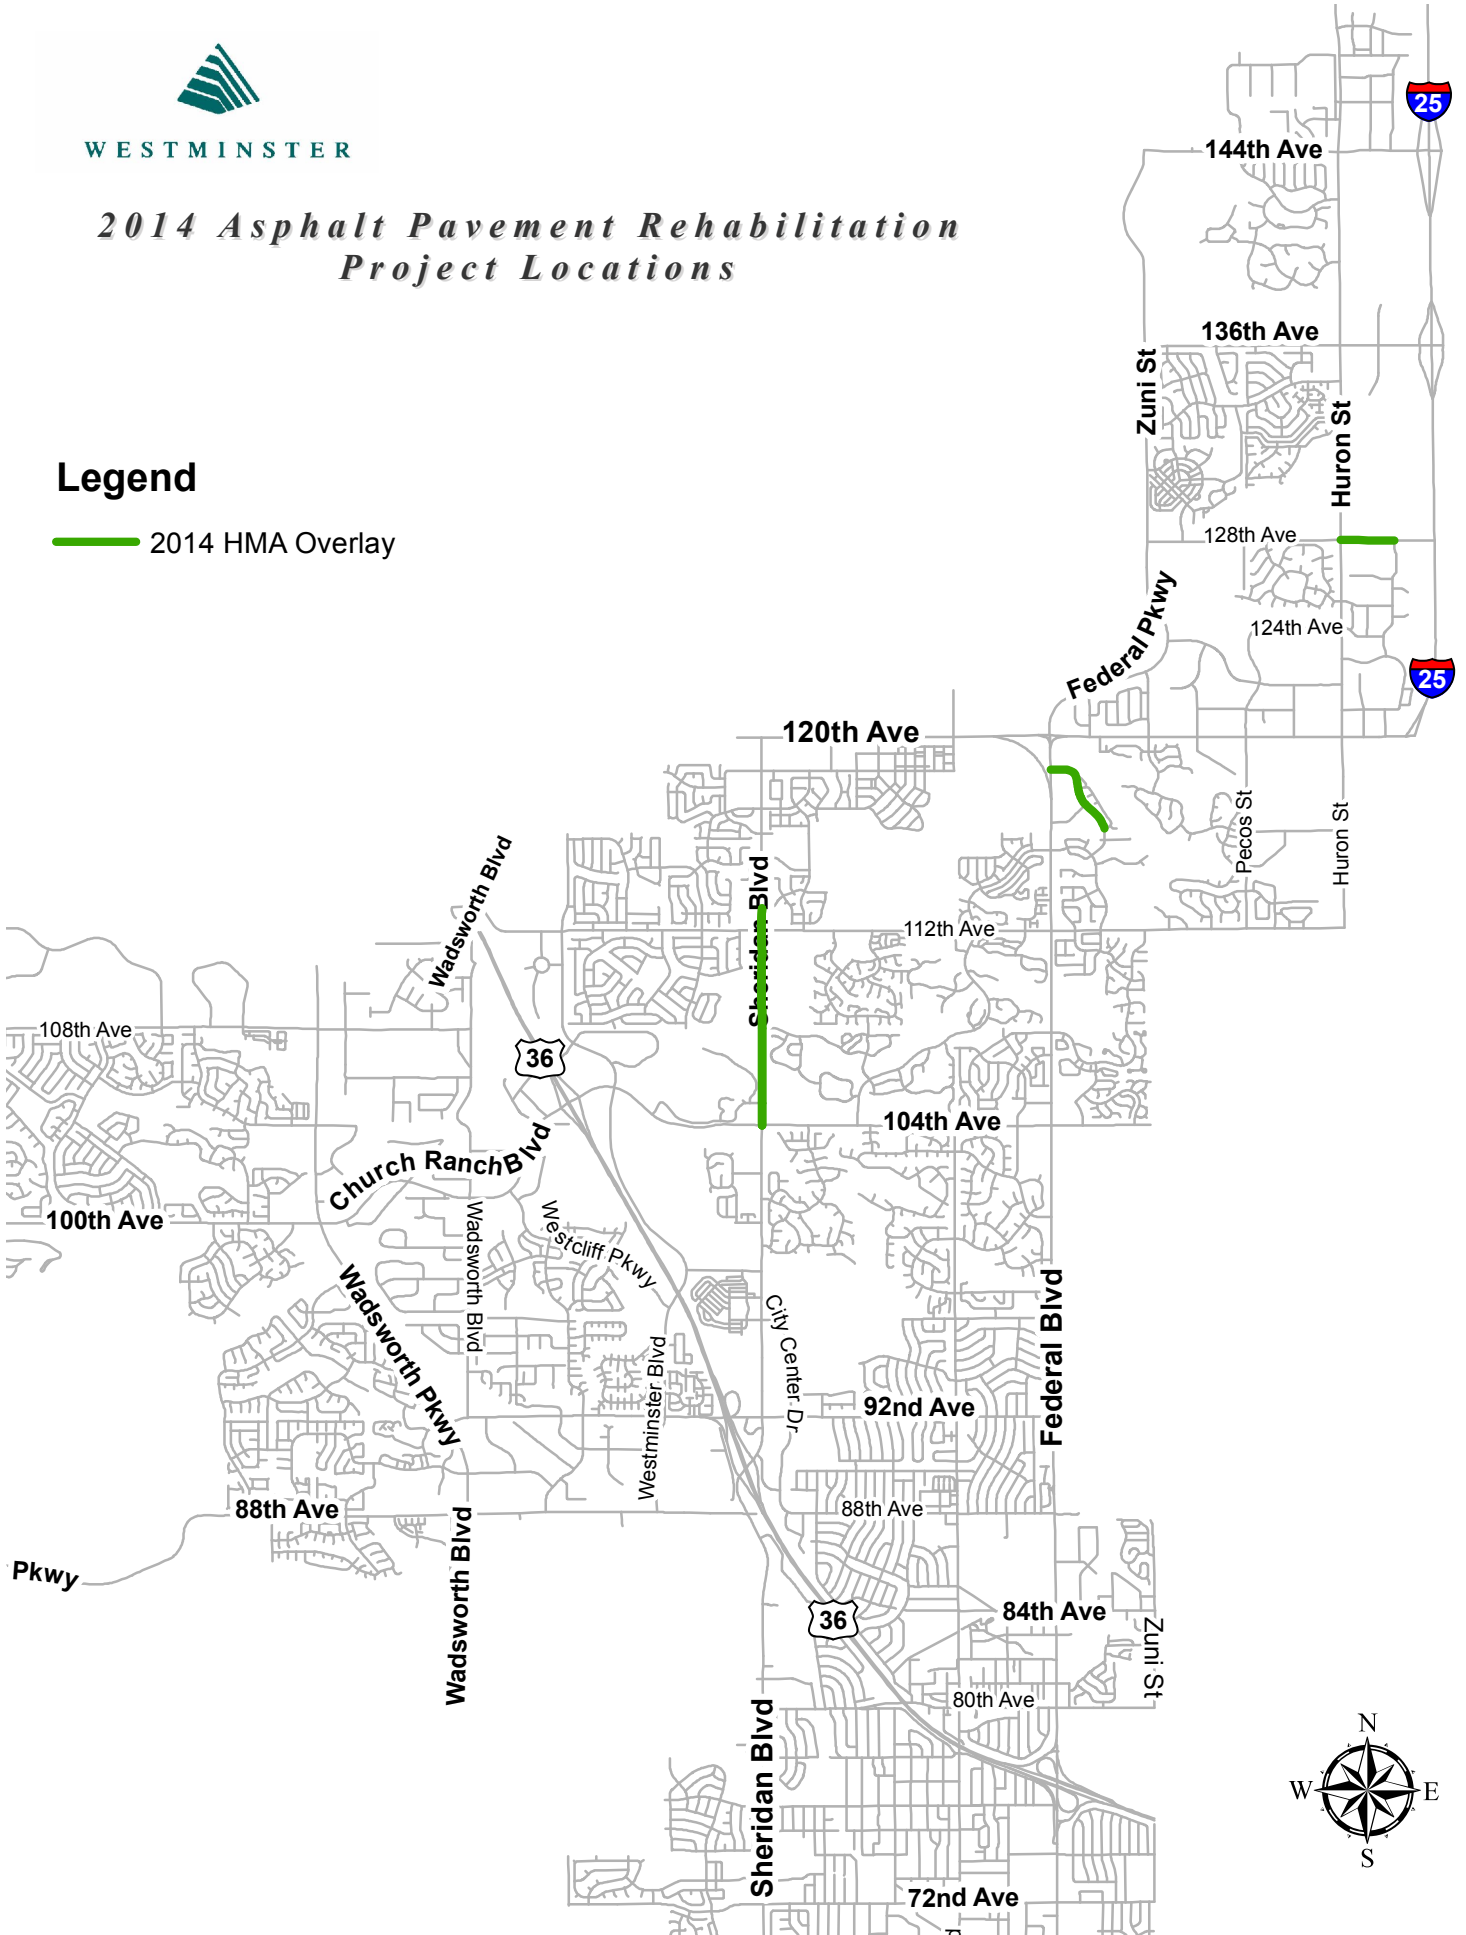 WESTMINSTER
2014 Asphalt Pavement Rehabilitation
Project Locations
Legend
2014 HMA Overlay
25
144th Ave
136th Ave
Zuni St
Huron St
128th Ave
Federal Pkwy
124th Ave
25
120th Ave
Pecos St
Huron St
Wadsworth Blvd
Sheridan Blvd
112th Ave
108th Ave
36
104th Ave
Church Ranch Blvd
100th Ave
Wadsworth Blvd
Westcliff Pkwy
Wadsworth Pkwy
City Center Dr
Federal Blvd
Westminster Blvd
92nd Ave
88th Ave
88th Ave
Wadsworth Blvd
Pkwy
36
84th Ave
Zuni St
80th Ave
Sheridan Blvd
72nd Ave
N
W E
S